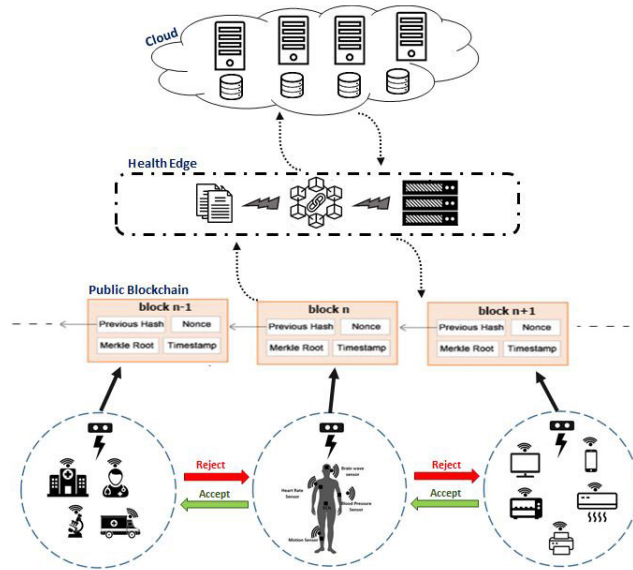 Cloud
Health Edge
Public Blockchain
block n-1
Previous Hash
Nonce
Merkle Root
Timestamp
block n
Previous Hash
Nonce
Merkle Root
Timestamp
block n+1
Previous Hash
Nonce
Merkle Root
Timestamp
Reject
Accept
Brain wave
sensor
Heart Rate
Sensor
Blood Pressure
Sensor
Motion Sensor
Reject
Accept